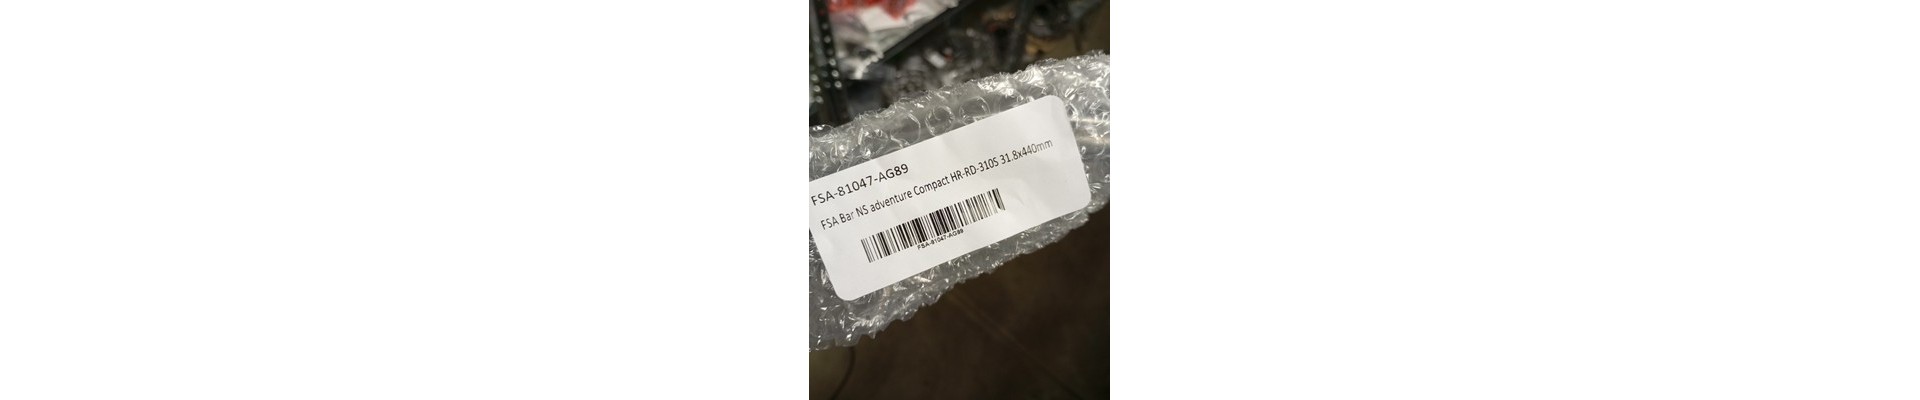 FSA-81047-AG89
FSA Bar NS adventure Compact HR-RD-310S 31.8x440mm
FSA-81047-AG89